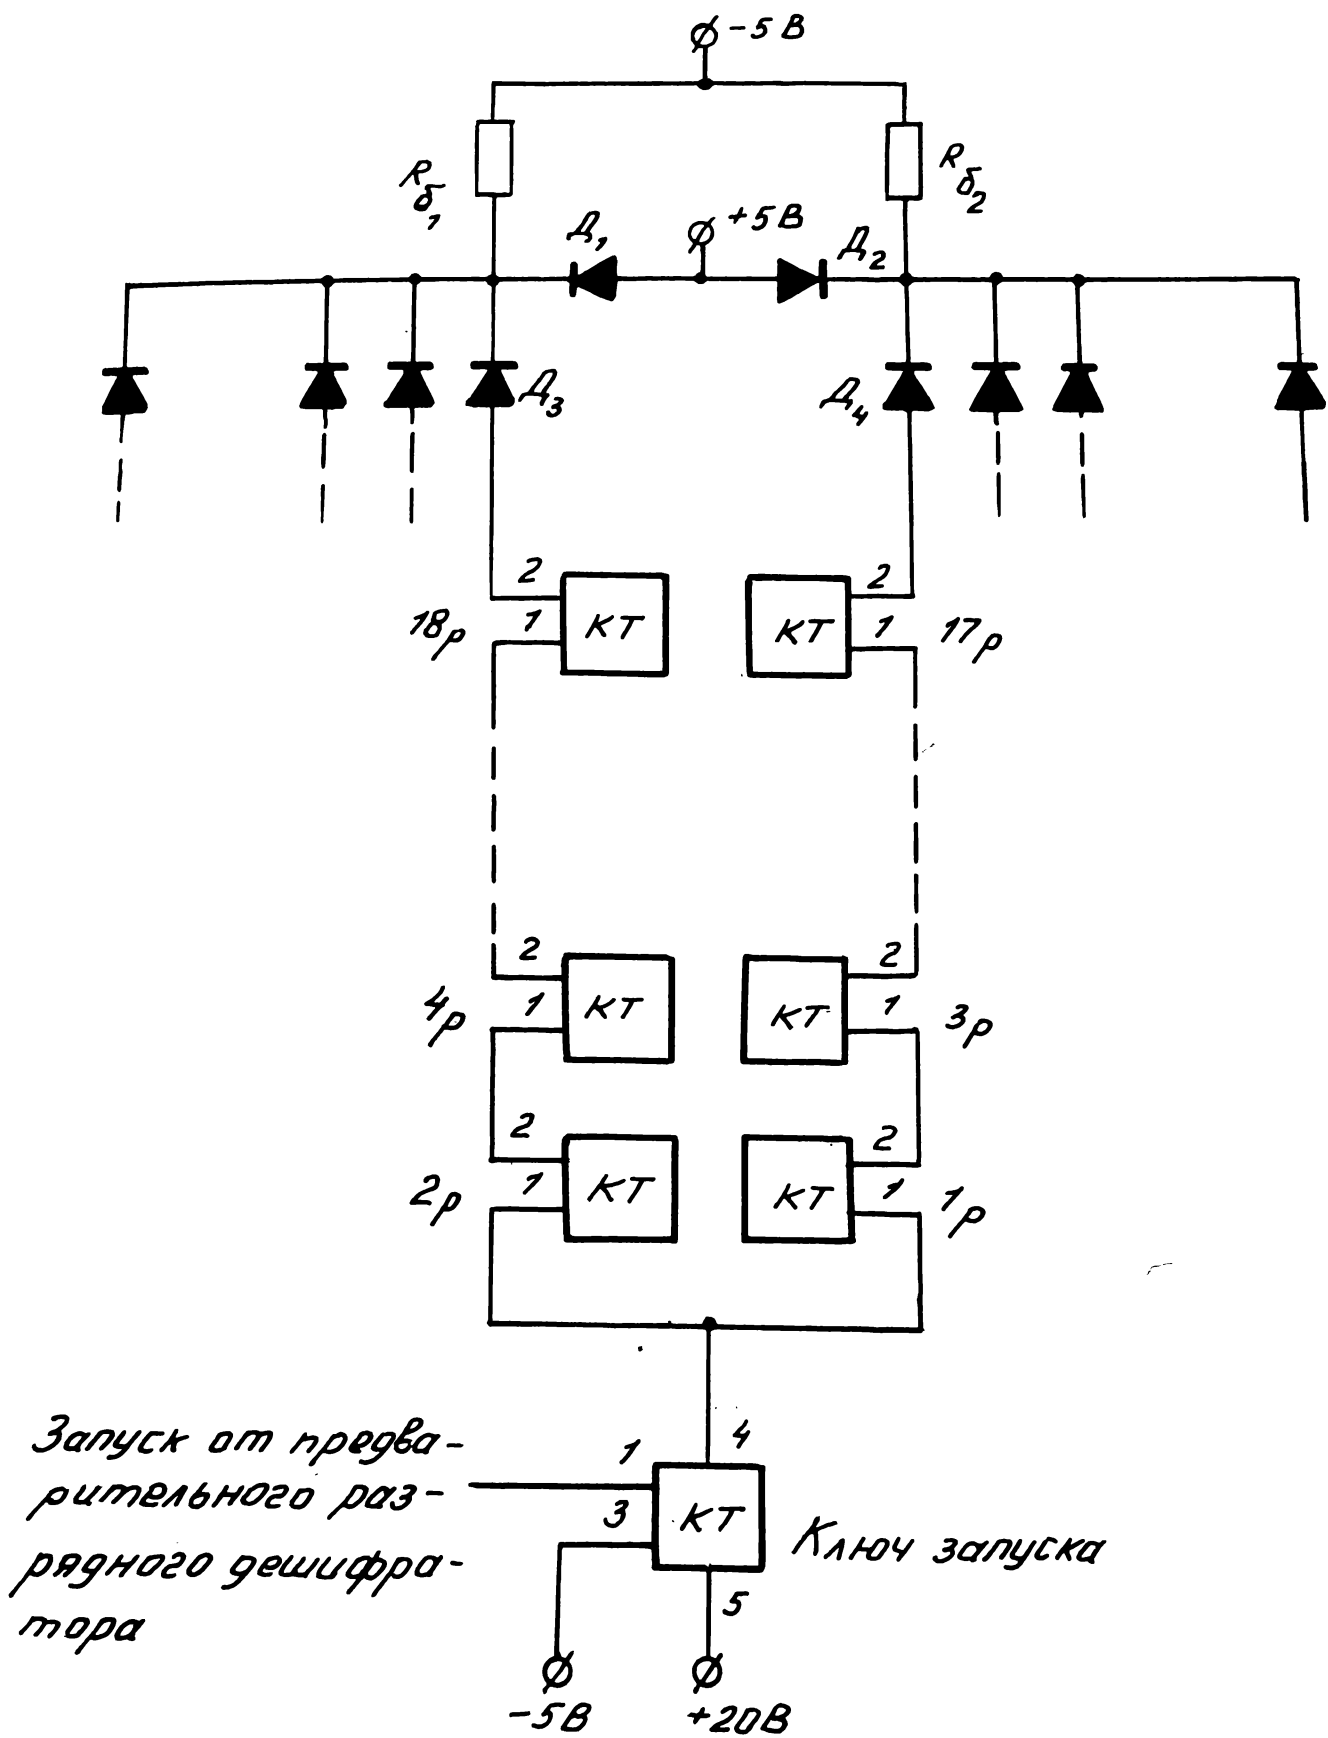 -5В
Rб1
Rб2
Д1
+5В
Д2
Д3
Д4
2
КТ
18р
1
КТ
2
1
17р
2
КТ
4р
1
КТ
2
1
3р
2
КТ
2р
1
КТ
2
1
1р
4
Запуск от предва-
рительного раз-
рядного дешифра-
тора
1
3
КТ
Ключ запуска
5
-5В
+20В